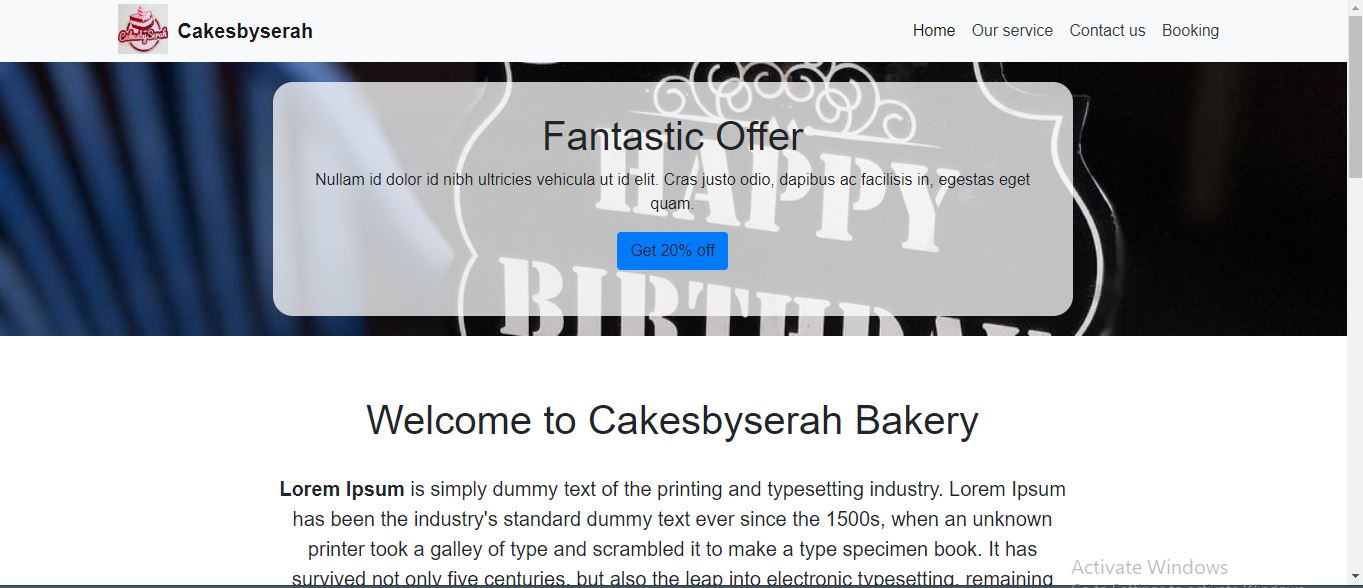 CakesbySerah
Cakesbyserah
Home Our service Contact us Booking
Fantastic Offer
Nullam id dolor id nibh ultricies vehicula ut id elit. Cras justo odio, dapibus ac facilisis in, egestas eget
quam.
Get 20% off
HAPPY
BIRTHDAY
Welcome to Cakesbyserah Bakery
Lorem Ipsum is simply dummy text of the printing and typesetting industry. Lorem Ipsum
has been the industry's standard dummy text ever since the 1500s, when an unknown
printer took a galley of type and scrambled it to make a type specimen book. It has
survived not only five centuries, but also the leap into electronic typesetting, remaining
Activate Windows